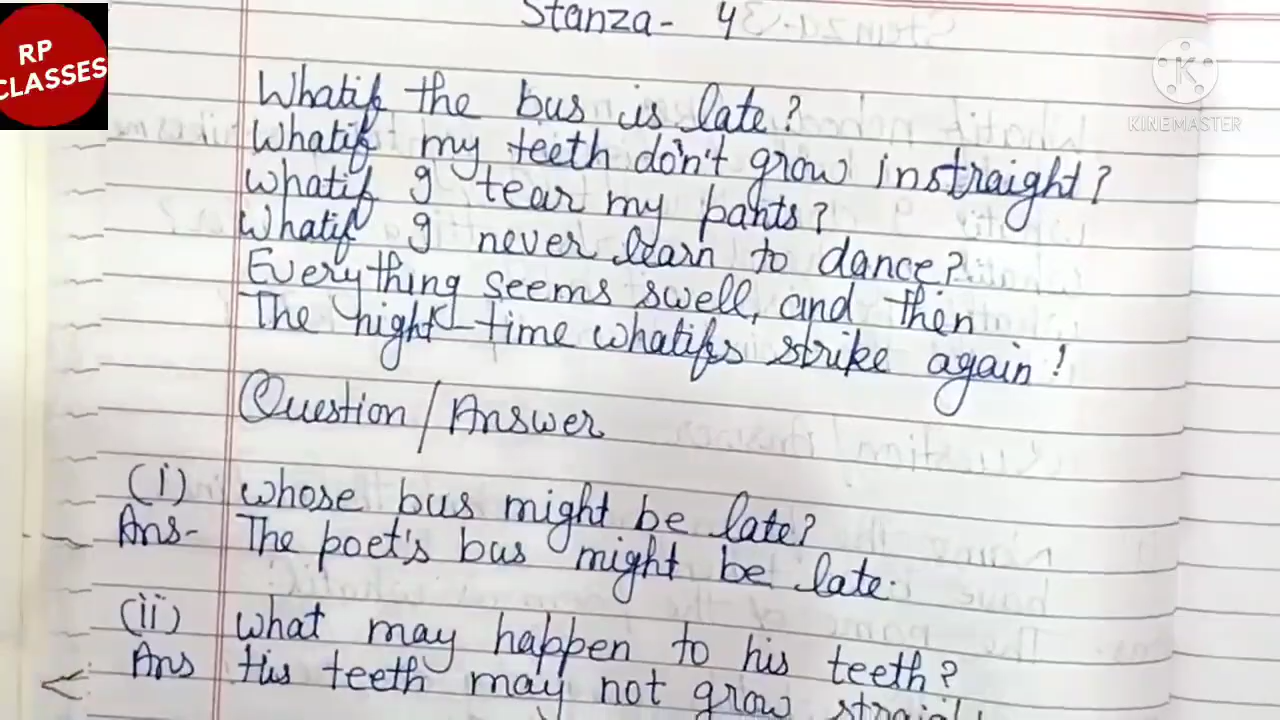 Stanza- 4
RP
CLASSES
KINEMASTER
Whatif the bus is late?
Whatif my teeth don't grow in straight?
Whatif I tear my pants?
Whatif I never learn to dance?
Everything seems swell, and then
The night-time whatifs strike again!
Question/Answer
(i) whose bus might be late?
Ans- The poet's bus might be late.
(ii) what may happen to his teeth?
Ans His teeth may not grow straight